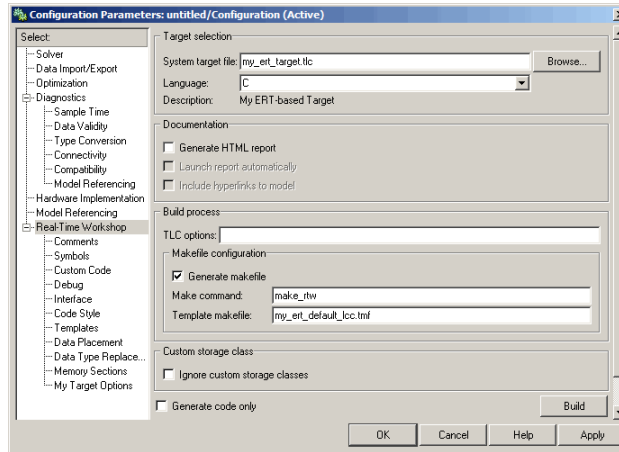 Configuration Parameters: untitled/Configuration (Active)
Select:
Solver
Data Import/Export
Optimization
Diagnostics
Sample Time
Data Validity
Type Conversion
Connectivity
Compatibility
Model Referencing
Hardware Implementation
Model Referencing
Real-Time Workshop
Comments
Symbols
Custom Code
Debug
Interface
Code Style
Templates
Data Placement
Data Type Replace...
Memory Sections
My Target Options
Target selection
System target file: my_ert_target.tlc Browse...
Language: C
Description: My ERT-based Target
Documentation
Generate HTML report
Launch report automatically
Include hyperlinks to model
Build process
TLC options:
Makefile configuration
Generate makefile
Make command: make_rtw
Template makefile: my_ert_default_lcc.tmf
Custom storage class
Ignore custom storage classes
Generate code only Build
OK Cancel Help Apply